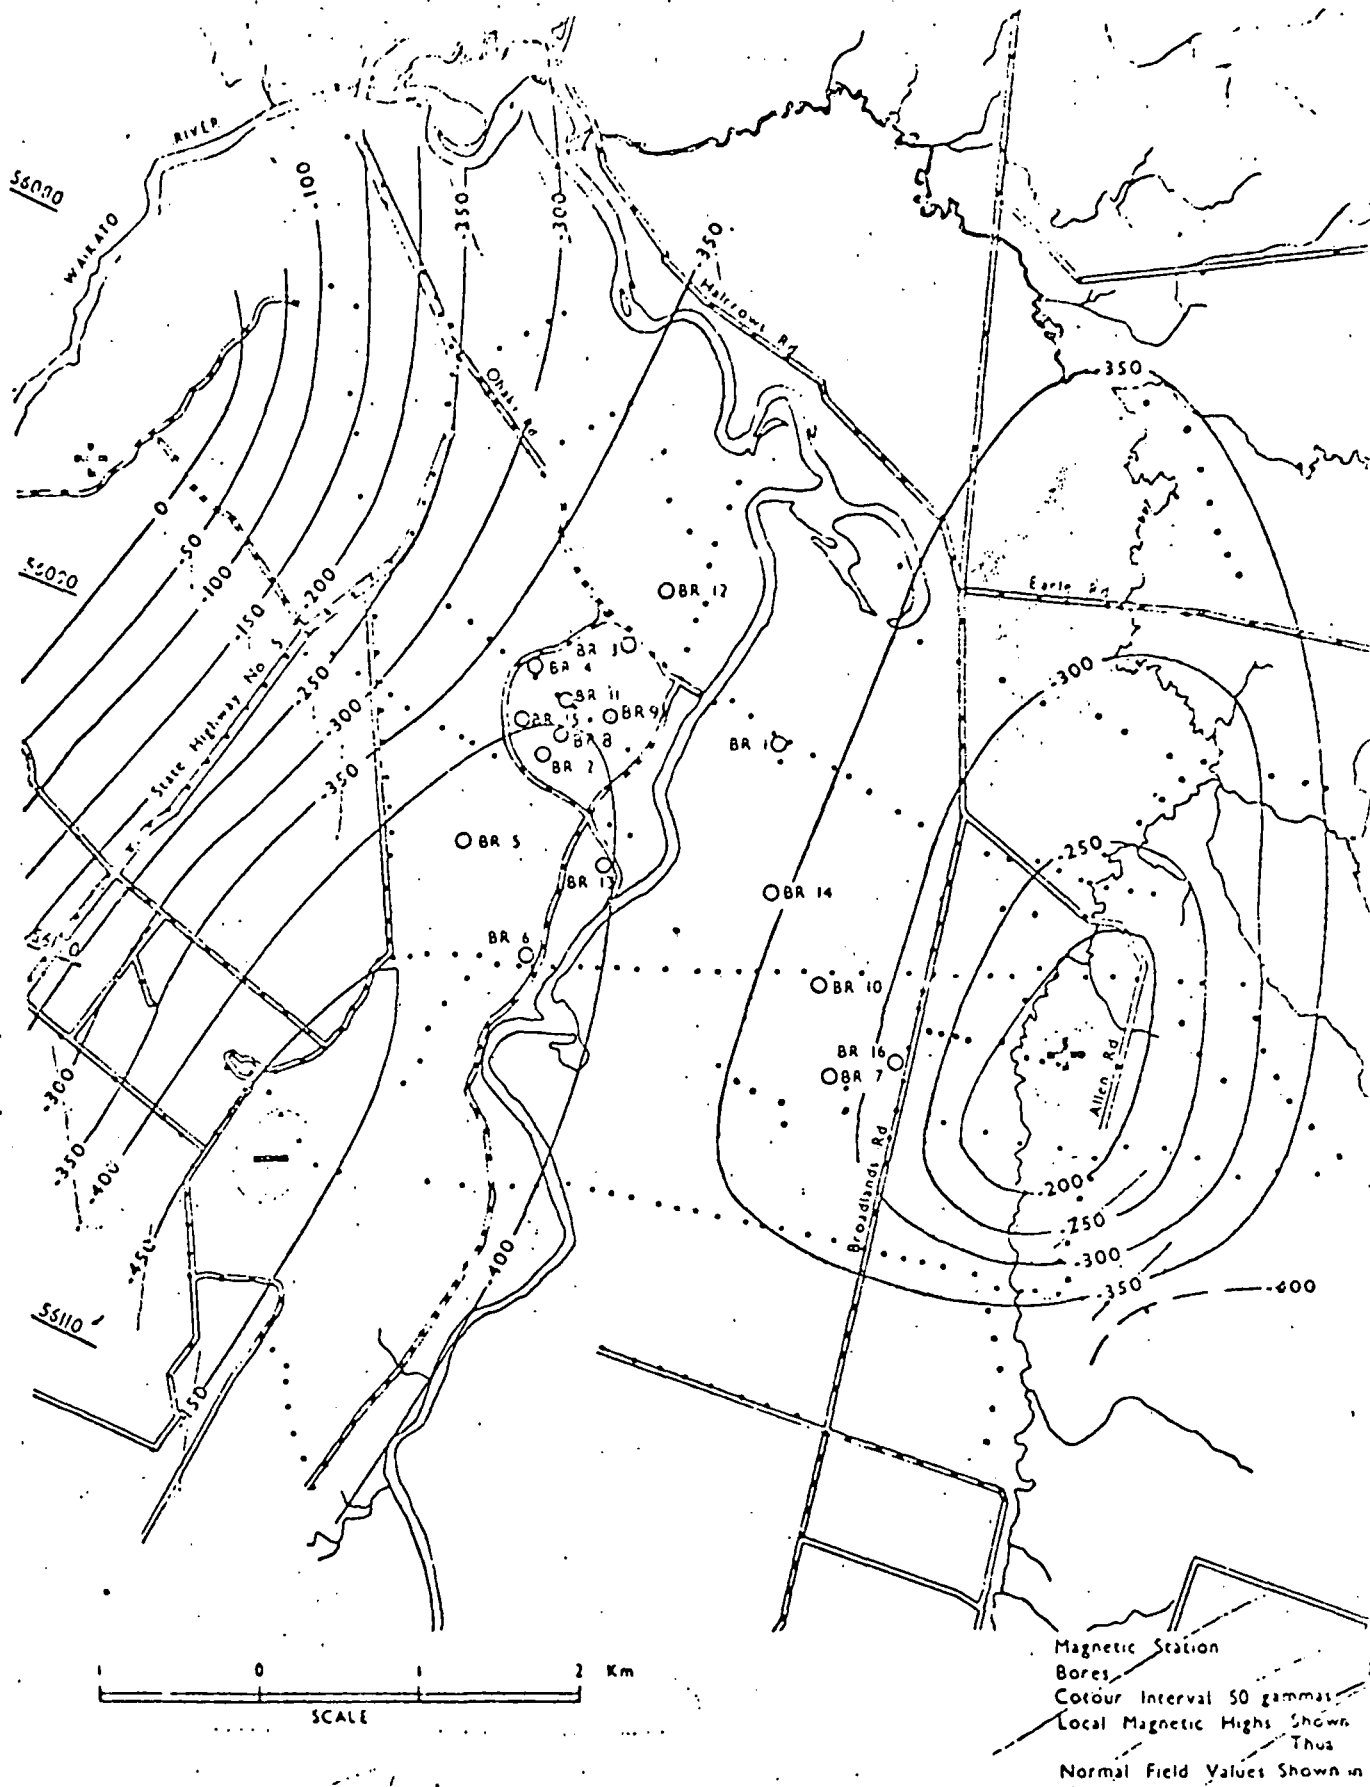 RIVER
WAIKATO
56000
-100
-250
-300
-350
Halcrows Rd
Ohaki Rd
350
0
-50
-100
-150
-200
-250
-300
-350
State Highway No 5
Earle Rd
BR 12
BR 3
BR 4
BR 11
BR 15
BR 9
BR 8
BR 2
BR 1
-300
BR 5
BR 13
-250
BR 14
BR 6
BR 10
BR 16
BR 7
Allen Rd
Broadlands Rd
-300
-350
-400
-450
-400
-200
-250
-300
-350
-400
55110
-150
1 0 1 2 Km
SCALE
Magnetic Station
Bores
Cotour Interval 50 gammas
Local Magnetic Highs Shown
Thus
Normal Field Values Shown in